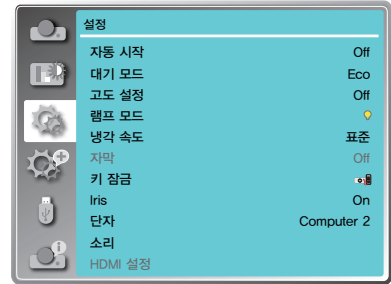 설정
자동 시작 Off
대기 모드 Eco
고도 설정 Off
램프 모드
냉각 속도 표준
자막 Off
키 잠금
Iris On
단자 Computer 2
소리
HDMI 설정